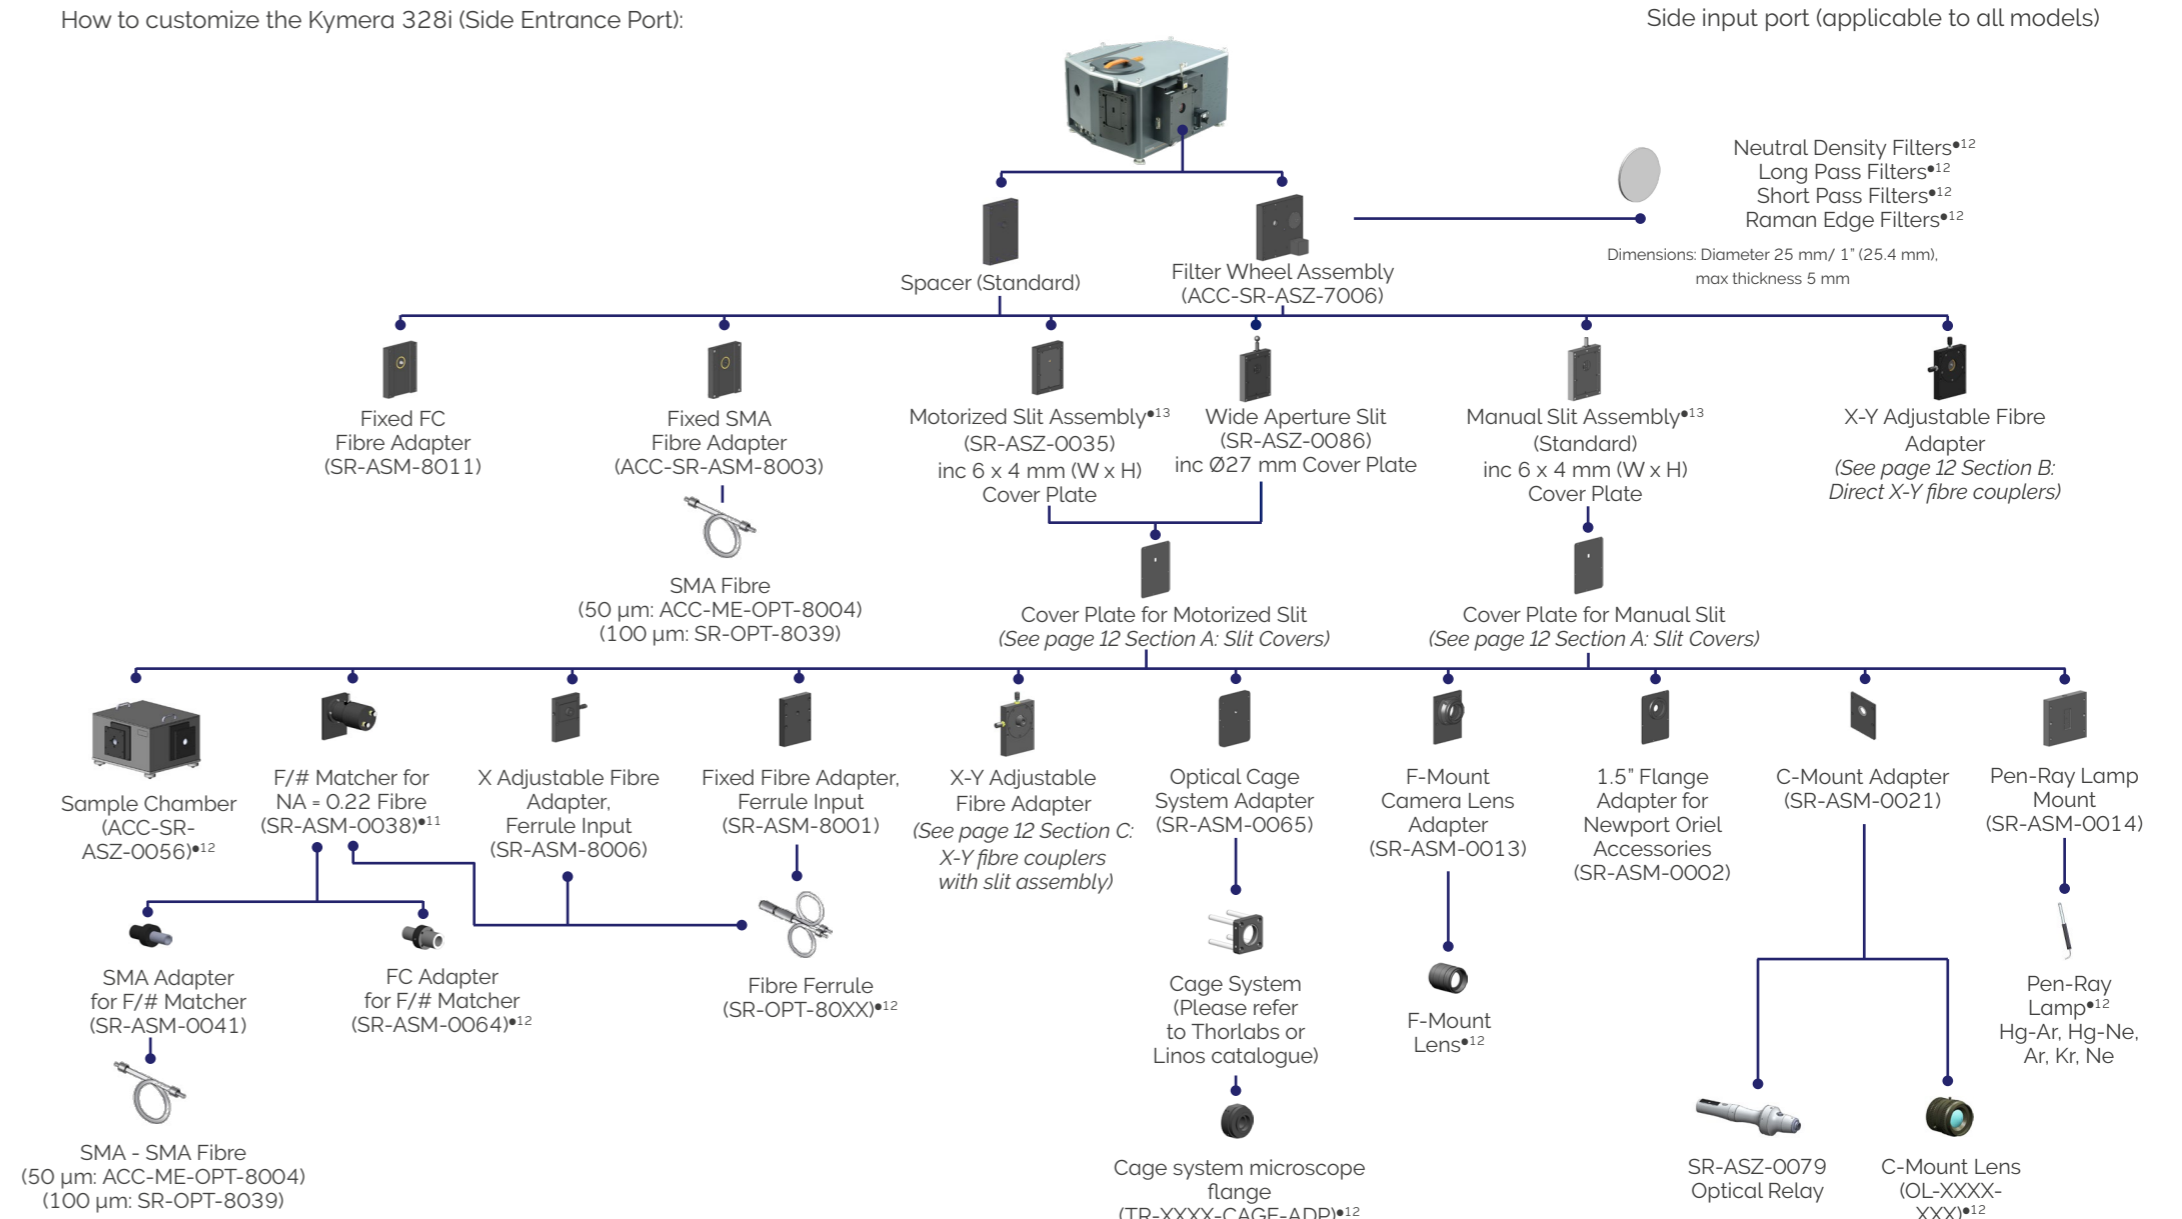 How to customize the Kymera 328i (Side Entrance Port):
Side input port (applicable to all models)
Neutral Density Filters•12
Long Pass Filters•12
Short Pass Filters•12
Raman Edge Filters•12
Dimensions: Diameter 25 mm/ 1" (25.4 mm),
max thickness 5 mm
Spacer (Standard)
Filter Wheel Assembly
(ACC-SR-ASZ-7006)
Fixed FC
Fibre Adapter
(SR-ASM-8011)
Fixed SMA
Fibre Adapter
(ACC-SR-ASM-8003)
Motorized Slit Assembly•13
(SR-ASZ-0035)
inc 6 x 4 mm (W x H)
Cover Plate
Wide Aperture Slit
(SR-ASZ-0086)
inc Ø27 mm Cover Plate
Manual Slit Assembly•13
(Standard)
inc 6 x 4 mm (W x H)
Cover Plate
X-Y Adjustable Fibre
Adapter
(See page 12 Section B:
Direct X-Y fibre couplers)
SMA Fibre
(50 µm: ACC-ME-OPT-8004)
(100 µm: SR-OPT-8039)
Cover Plate for Motorized Slit
(See page 12 Section A: Slit Covers)
Cover Plate for Manual Slit
(See page 12 Section A: Slit Covers)
Sample Chamber
(ACC-SR-
ASZ-0056)•12
F/# Matcher for
NA = 0.22 Fibre
(SR-ASM-0038)•11
X Adjustable Fibre
Adapter,
Ferrule Input
(SR-ASM-8006)
Fixed Fibre Adapter,
Ferrule Input
(SR-ASM-8001)
X-Y Adjustable
Fibre Adapter
(See page 12 Section C:
X-Y fibre couplers
with slit assembly)
Optical Cage
System Adapter
(SR-ASM-0065)
F-Mount
Camera Lens
Adapter
(SR-ASM-0013)
1.5" Flange
Adapter for
Newport Oriel
Accessories
(SR-ASM-0002)
C-Mount Adapter
(SR-ASM-0021)
Pen-Ray Lamp
Mount
(SR-ASM-0014)
SMA Adapter
for F/# Matcher
(SR-ASM-0041)
FC Adapter
for F/# Matcher
(SR-ASM-0064)•12
Fibre Ferrule
(SR-OPT-80XX)•12
Cage System
(Please refer
to Thorlabs or
Linos catalogue)
F-Mount
Lens•12
Pen-Ray
Lamp•12
Hg-Ar, Hg-Ne,
Ar, Kr, Ne
SMA - SMA Fibre
(50 µm: ACC-ME-OPT-8004)
(100 µm: SR-OPT-8039)
Cage system microscope
flange
(TR-XXXX-CAGE-ADP)•12
SR-ASZ-0079
Optical Relay
C-Mount Lens
(OL-XXXX-
XXX)•12